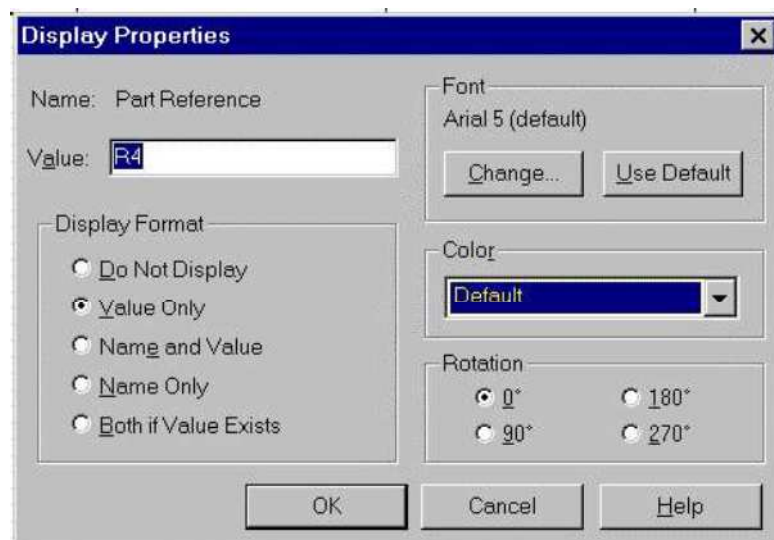 Display Properties
Name: Part Reference
Value: R4
Display Format
Do Not Display
Value Only
Name and Value
Name Only
Both if Value Exists
Font
Arial 5 (default)
Change... Use Default
Color
Default
Rotation
0° 180°
90° 270°
OK Cancel Help